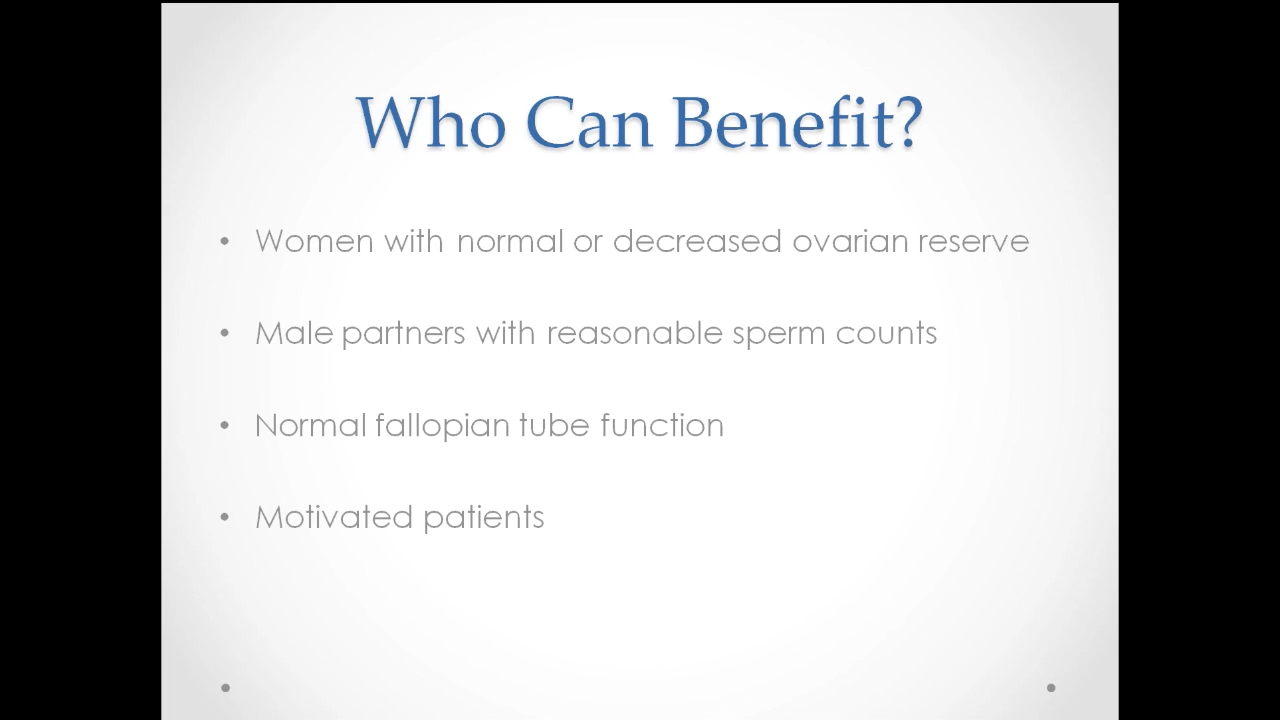 Who Can Benefit?
• Women with normal or decreased ovarian reserve
• Male partners with reasonable sperm counts
• Normal fallopian tube function
• Motivated patients